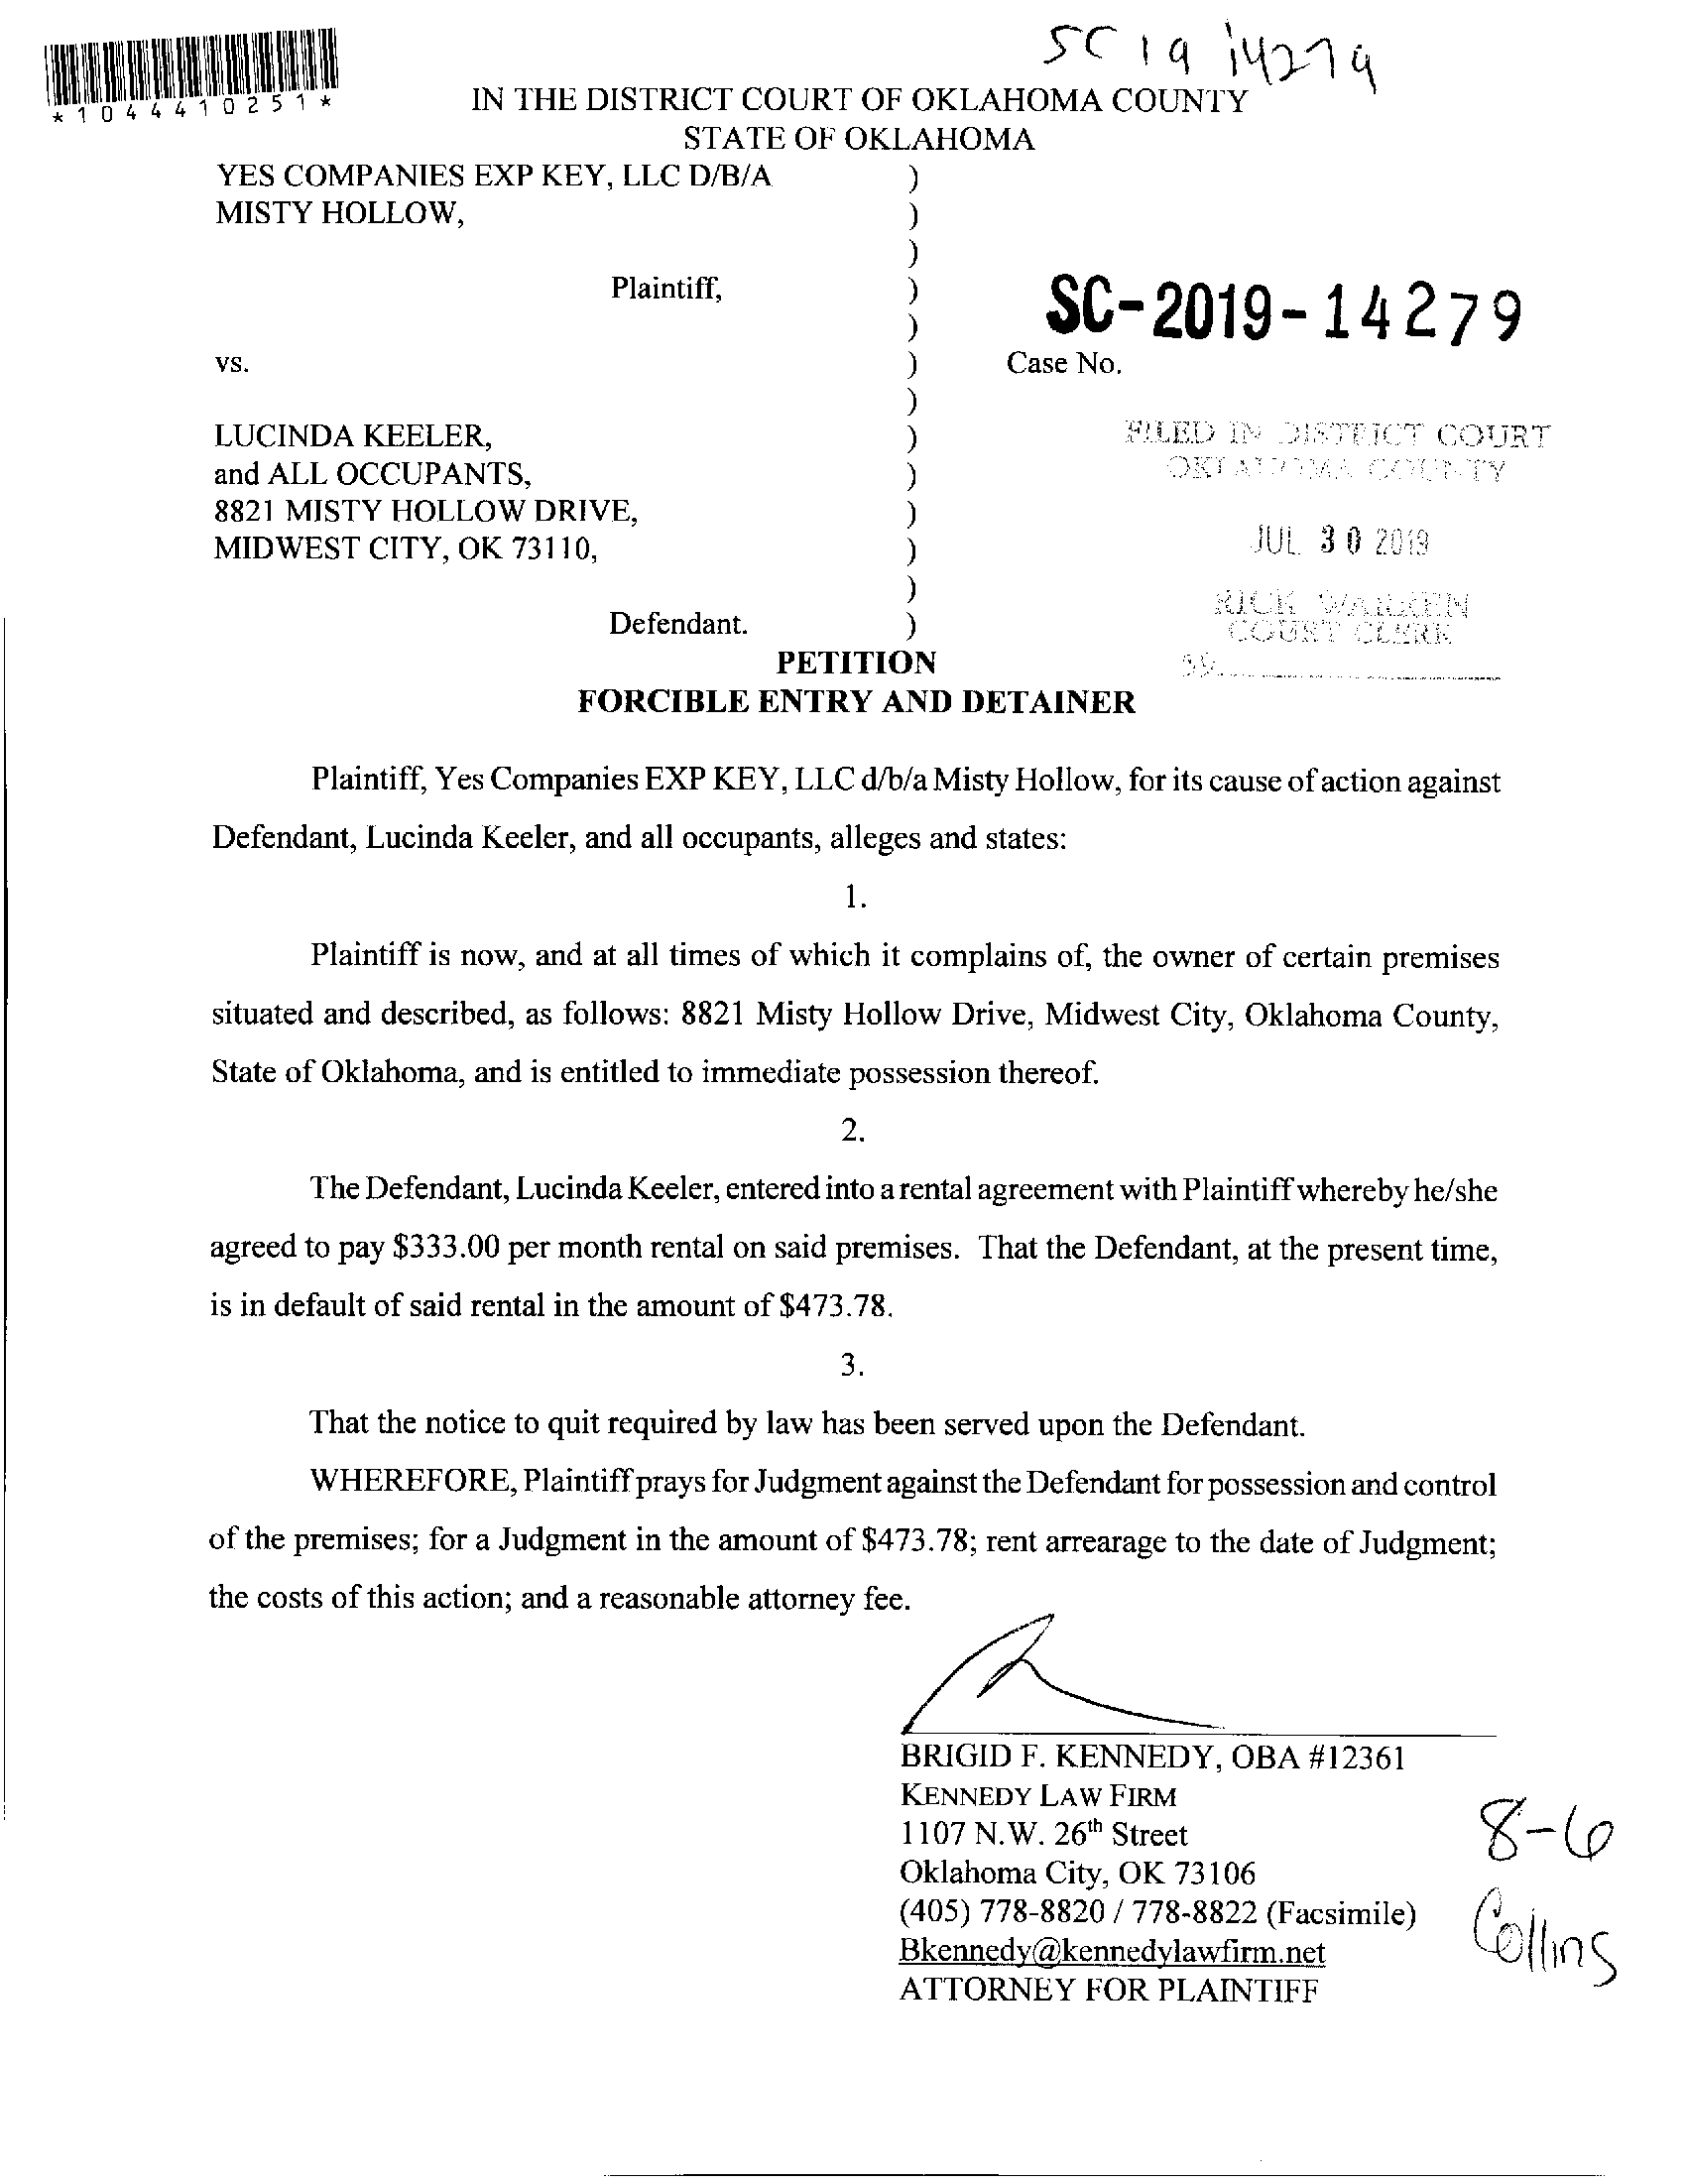 SC 19 14279
*1044410251*
IN THE DISTRICT COURT OF OKLAHOMA COUNTY
STATE OF OKLAHOMA
YES COMPANIES EXP KEY, LLC D/B/A )
MISTY HOLLOW, )
)
Plaintiff, )
)
SC-2019-14279
vs. ) Case No.
)
LUCINDA KEELER, ) FILED IN DISTRICT COURT
and ALL OCCUPANTS, ) OKLAHOMA COUNTY
8821 MISTY HOLLOW DRIVE, )
MIDWEST CITY, OK 73110, ) JUL 30 2019
)
RICK WARREN
Defendant. ) COURT CLERK
PETITION
FORCIBLE ENTRY AND DETAINER
Plaintiff, Yes Companies EXP KEY, LLC d/b/a Misty Hollow, for its cause of action against
Defendant, Lucinda Keeler, and all occupants, alleges and states:
1.
Plaintiff is now, and at all times of which it complains of, the owner of certain premises
situated and described, as follows: 8821 Misty Hollow Drive, Midwest City, Oklahoma County,
State of Oklahoma, and is entitled to immediate possession thereof.
2.
The Defendant, Lucinda Keeler, entered into a rental agreement with Plaintiff whereby he/she
agreed to pay $333.00 per month rental on said premises. That the Defendant, at the present time,
is in default of said rental in the amount of $473.78.
3.
That the notice to quit required by law has been served upon the Defendant.
WHEREFORE, Plaintiff prays for Judgment against the Defendant for possession and control
of the premises; for a Judgment in the amount of $473.78; rent arrearage to the date of Judgment;
the costs of this action; and a reasonable attorney fee.
BRIGID F. KENNEDY, OBA #12361
KENNEDY LAW FIRM
1107 N.W. 26th Street
Oklahoma City, OK 73106
(405) 778-8820 / 778-8822 (Facsimile)
Bkennedy@kennedylawfirm.net
ATTORNEY FOR PLAINTIFF
8-6
Collins